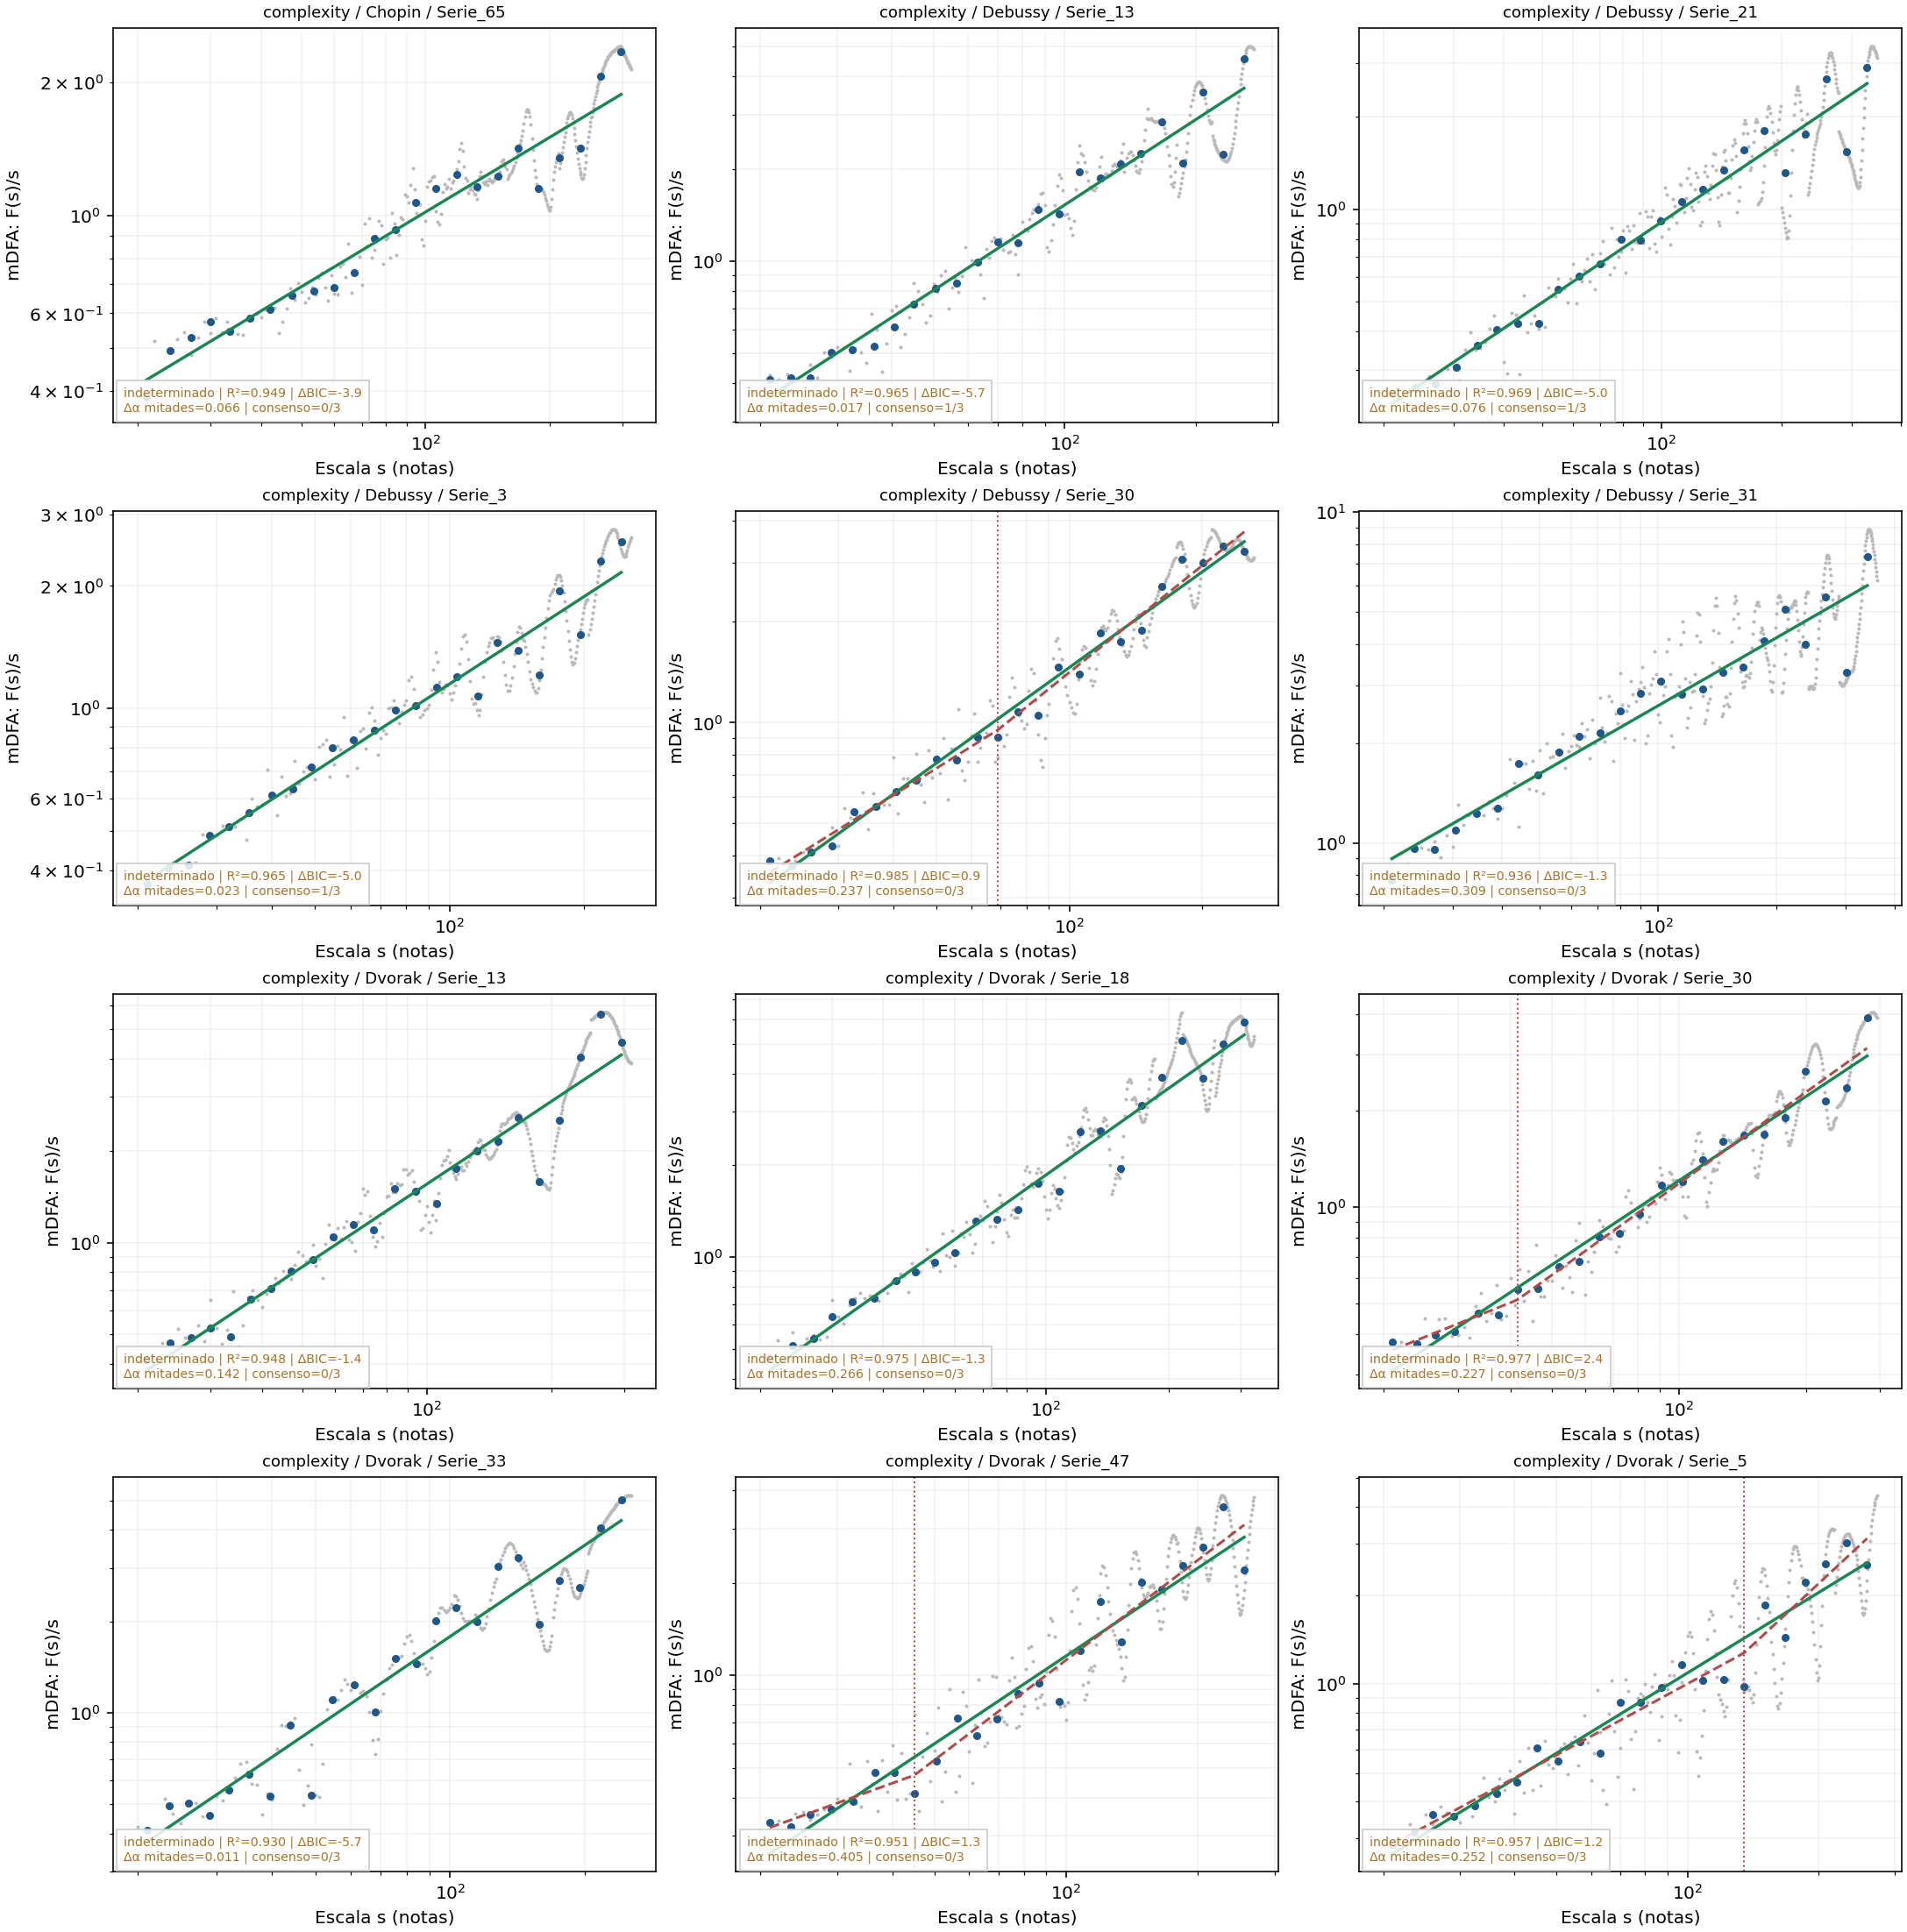 complexity / Chopin / Serie_65
mDFA: F(s)/s
2 × 10⁰
10⁰
6 × 10⁻¹
4 × 10⁻¹
indeterminado | R²=0.949 | ΔBIC=-3.9
Δα mitades=0.066 | consenso=0/3
10²
Escala s (notas)
complexity / Debussy / Serie_13
mDFA: F(s)/s
10⁰
indeterminado | R²=0.965 | ΔBIC=-5.7
Δα mitades=0.017 | consenso=1/3
10²
Escala s (notas)
complexity / Debussy / Serie_21
mDFA: F(s)/s
10⁰
indeterminado | R²=0.969 | ΔBIC=-5.0
Δα mitades=0.076 | consenso=1/3
10²
Escala s (notas)
complexity / Debussy / Serie_3
mDFA: F(s)/s
3 × 10⁰
2 × 10⁰
10⁰
6 × 10⁻¹
4 × 10⁻¹
indeterminado | R²=0.965 | ΔBIC=-5.0
Δα mitades=0.023 | consenso=1/3
10²
Escala s (notas)
complexity / Debussy / Serie_30
mDFA: F(s)/s
10⁰
indeterminado | R²=0.985 | ΔBIC=0.9
Δα mitades=0.237 | consenso=0/3
10²
Escala s (notas)
complexity / Debussy / Serie_31
mDFA: F(s)/s
10¹
10⁰
indeterminado | R²=0.936 | ΔBIC=-1.3
Δα mitades=0.309 | consenso=0/3
10²
Escala s (notas)
complexity / Dvorak / Serie_13
mDFA: F(s)/s
10⁰
indeterminado | R²=0.948 | ΔBIC=-1.4
Δα mitades=0.142 | consenso=0/3
10²
Escala s (notas)
complexity / Dvorak / Serie_18
mDFA: F(s)/s
10⁰
indeterminado | R²=0.975 | ΔBIC=-1.3
Δα mitades=0.266 | consenso=0/3
10²
Escala s (notas)
complexity / Dvorak / Serie_30
mDFA: F(s)/s
10⁰
indeterminado | R²=0.977 | ΔBIC=2.4
Δα mitades=0.227 | consenso=0/3
10²
Escala s (notas)
complexity / Dvorak / Serie_33
mDFA: F(s)/s
10⁰
indeterminado | R²=0.930 | ΔBIC=-5.7
Δα mitades=0.011 | consenso=0/3
10²
Escala s (notas)
complexity / Dvorak / Serie_47
mDFA: F(s)/s
10⁰
indeterminado | R²=0.951 | ΔBIC=1.3
Δα mitades=0.405 | consenso=0/3
10²
Escala s (notas)
complexity / Dvorak / Serie_5
mDFA: F(s)/s
10⁰
indeterminado | R²=0.957 | ΔBIC=1.2
Δα mitades=0.252 | consenso=0/3
10²
Escala s (notas)